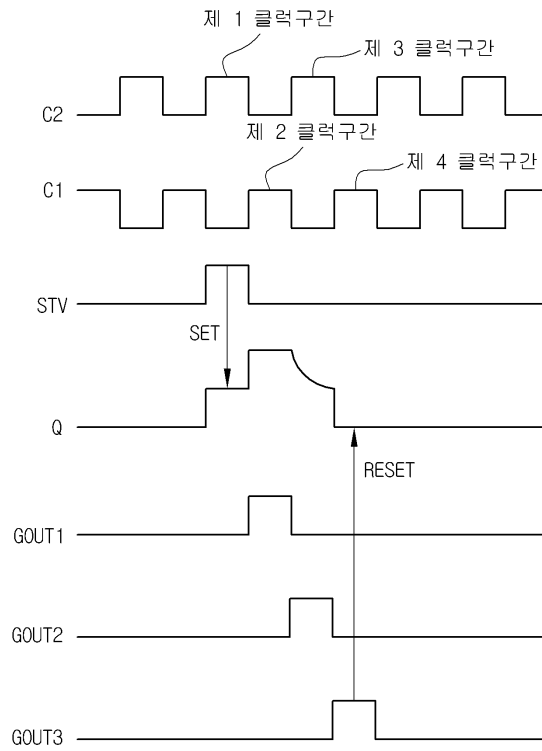 제 1 클럭구간
제 3 클럭구간
C2
제 2 클럭구간
제 4 클럭구간
C1
STV
SET
Q
RESET
GOUT1
GOUT2
GOUT3